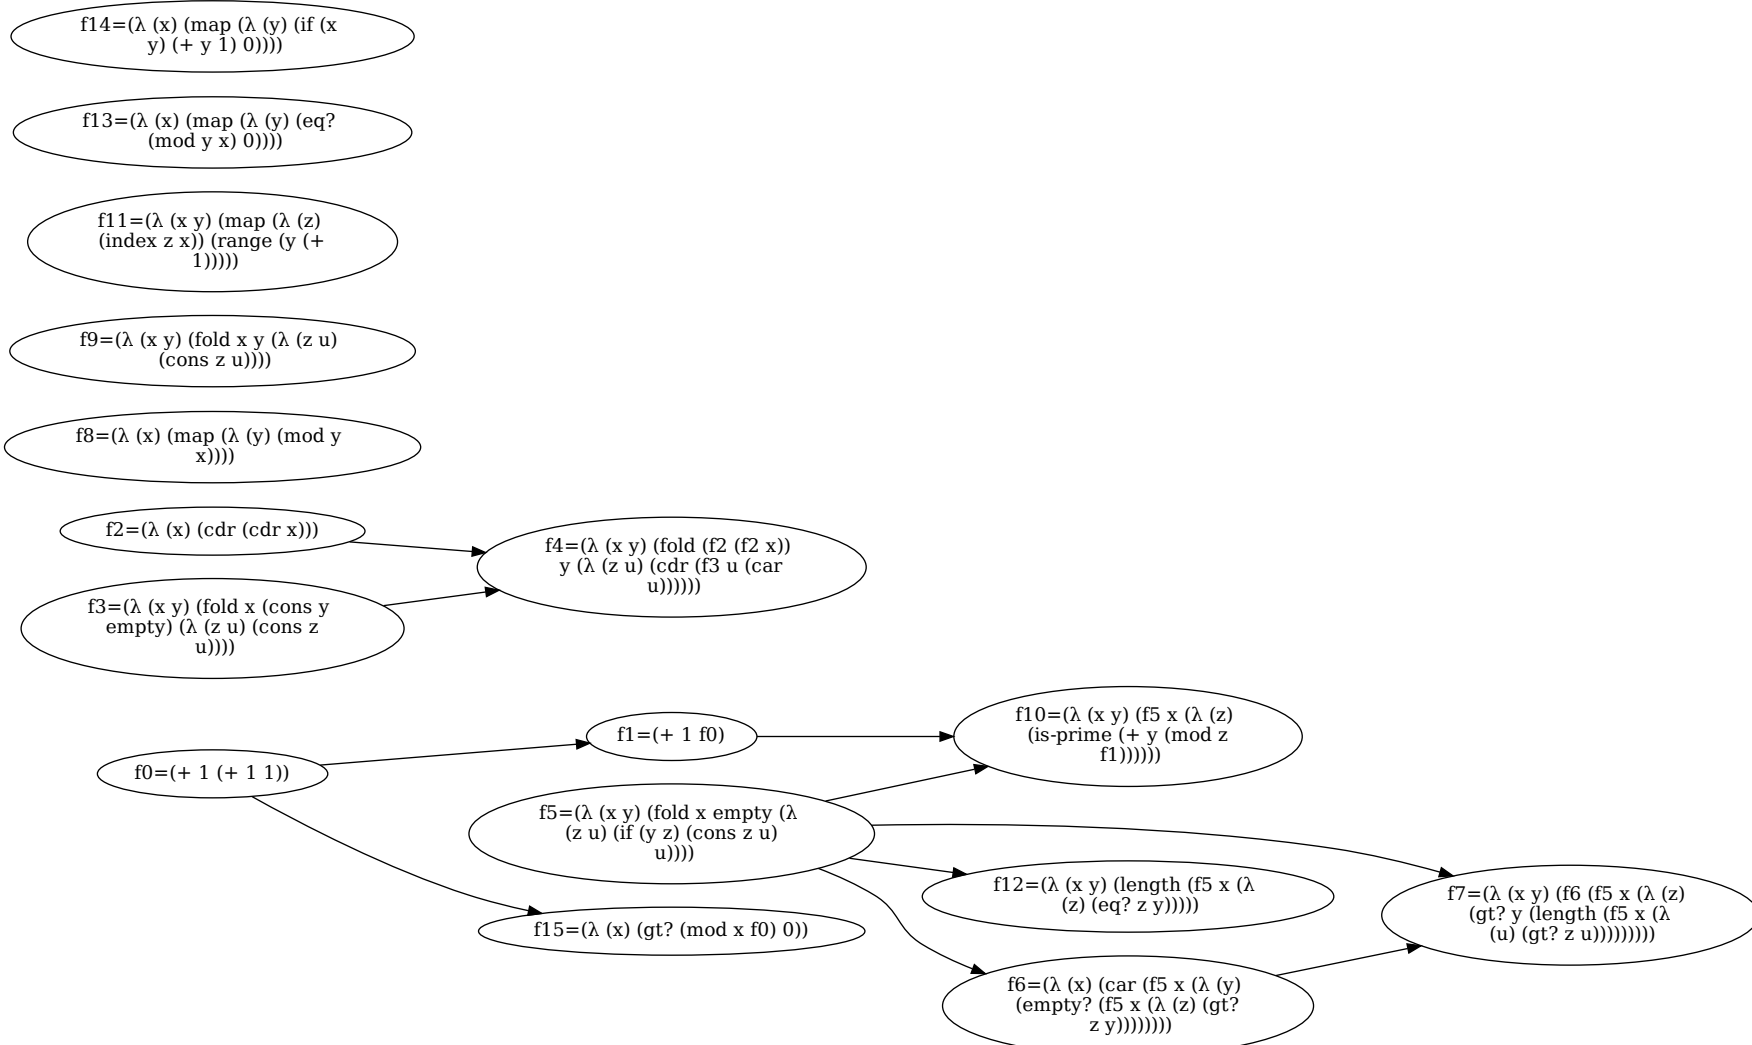 f14=(λ (x) (map (λ (y) (if (x
y) (+ y 1) 0))))
f13=(λ (x) (map (λ (y) (eq?
(mod y x) 0))))
f11=(λ (x y) (map (λ (z)
(index z x)) (range (y (+
1)))))
f9=(λ (x y) (fold x y (λ (z u)
(cons z u))))
f8=(λ (x) (map (λ (y) (mod y
x))))
f2=(λ (x) (cdr (cdr x)))
f3=(λ (x y) (fold x (cons y
empty) (λ (z u) (cons z
u))))
f4=(λ (x y) (fold (f2 (f2 x))
y (λ (z u) (cdr (f3 u (car
u))))))
f0=(+ 1 (+ 1 1))
f1=(+ 1 f0)
f10=(λ (x y) (f5 x (λ (z)
(is-prime (+ y (mod z
f1))))))
f5=(λ (x y) (fold x empty (λ
(z u) (if (y z) (cons z u)
u))))
f12=(λ (x y) (length (f5 x (λ
(z) (eq? z y)))))
f7=(λ (x y) (f6 (f5 x (λ (z)
(gt? y (length (f5 x (λ
(u) (gt? z u)))))))))
f15=(λ (x) (gt? (mod x f0) 0))
f6=(λ (x) (car (f5 x (λ (y)
(empty? (f5 x (λ (z) (gt?
z y))))))))